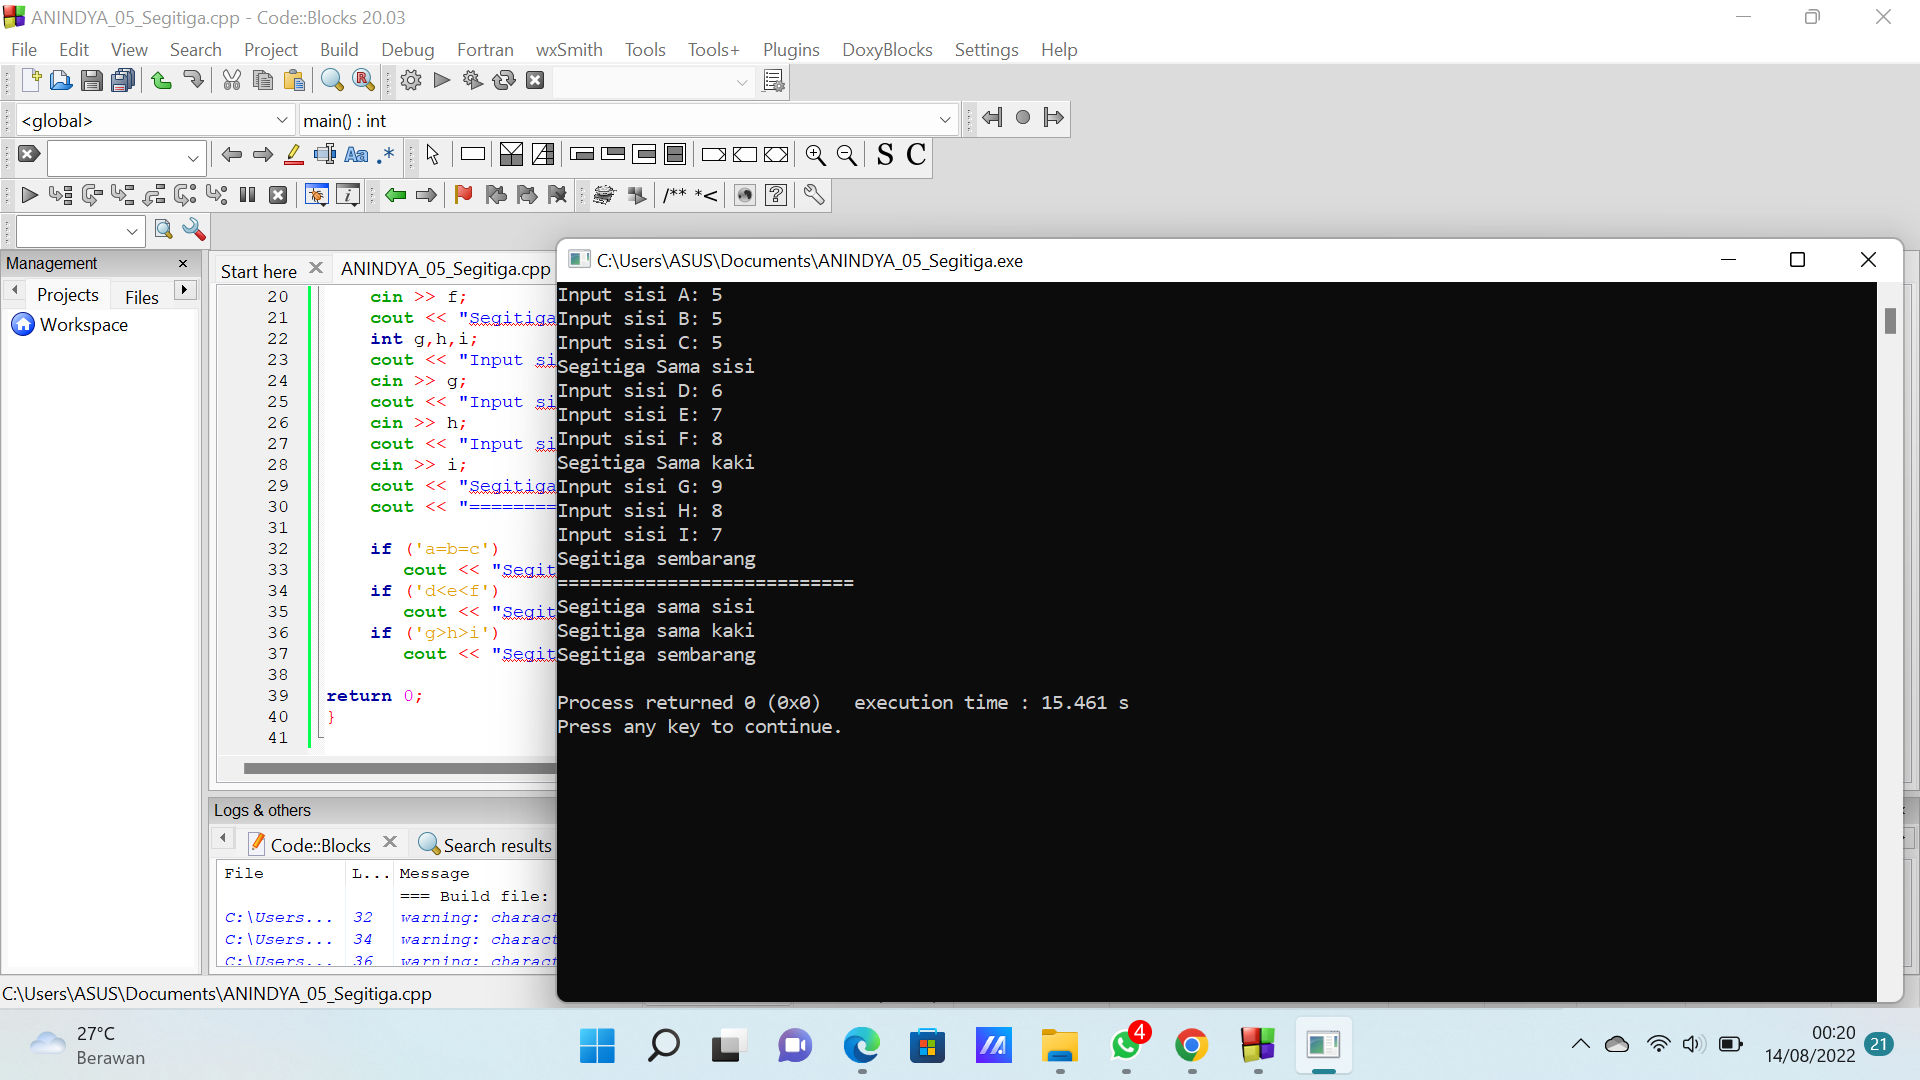 ANINDYA_05_Segitiga.cpp - Code::Blocks 20.03
File Edit View Search Project Build Debug Fortran wxSmith Tools Tools+ Plugins DoxyBlocks Settings Help
<global>
main() : int
Aa .*
S C
/** *<
Management
Projects Files
Workspace
Start here
ANINDYA_05_Segitiga.cpp
20 cin >> f;
21 cout << "Segitiga
22 int g,h,i;
23 cout << "Input si
24 cin >> g;
25 cout << "Input si
26 cin >> h;
27 cout << "Input si
28 cin >> i;
29 cout << "Segitiga
30 cout << "========
31
32 if ('a=b=c')
33 cout << "Segit
34 if ('d<e<f')
35 cout << "Segit
36 if ('g>h>i')
37 cout << "Segit
38
39 return 0;
40 }
41
C:\Users\ASUS\Documents\ANINDYA_05_Segitiga.exe
Input sisi A: 5
Input sisi B: 5
Input sisi C: 5
Segitiga Sama sisi
Input sisi D: 6
Input sisi E: 7
Input sisi F: 8
Segitiga Sama kaki
Input sisi G: 9
Input sisi H: 8
Input sisi I: 7
Segitiga sembarang
===========================
Segitiga sama sisi
Segitiga sama kaki
Segitiga sembarang
Process returned 0 (0x0)   execution time : 15.461 s
Press any key to continue.
Logs & others
Code::Blocks
Search results
File L... Message
=== Build file:
C:\Users... 32 warning: charact
C:\Users... 34 warning: charact
C:\Users... 36 warning: charact
C:\Users\ASUS\Documents\ANINDYA_05_Segitiga.cpp
27°C
Berawan
4
00:20
14/08/2022
21